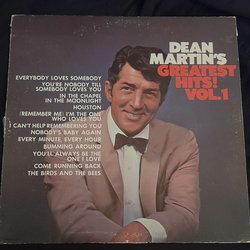 DEAN
MARTIN'S
GREATEST
HITS!
VOL.1
EVERYBODY LOVES SOMEBODY
YOU'RE NOBODY TILL
SOMEBODY LOVES YOU
IN THE CHAPEL
IN THE MOONLIGHT
HOUSTON
(REMEMBER ME) I'M THE ONE
WHO LOVES YOU
I CAN'T HELP REMEMBERING YOU
NOBODY'S BABY AGAIN
EVERY MINUTE, EVERY HOUR
BUMMING AROUND
YOU'LL ALWAYS BE THE
ONE I LOVE
COME RUNNING BACK
THE BIRDS AND THE BEES